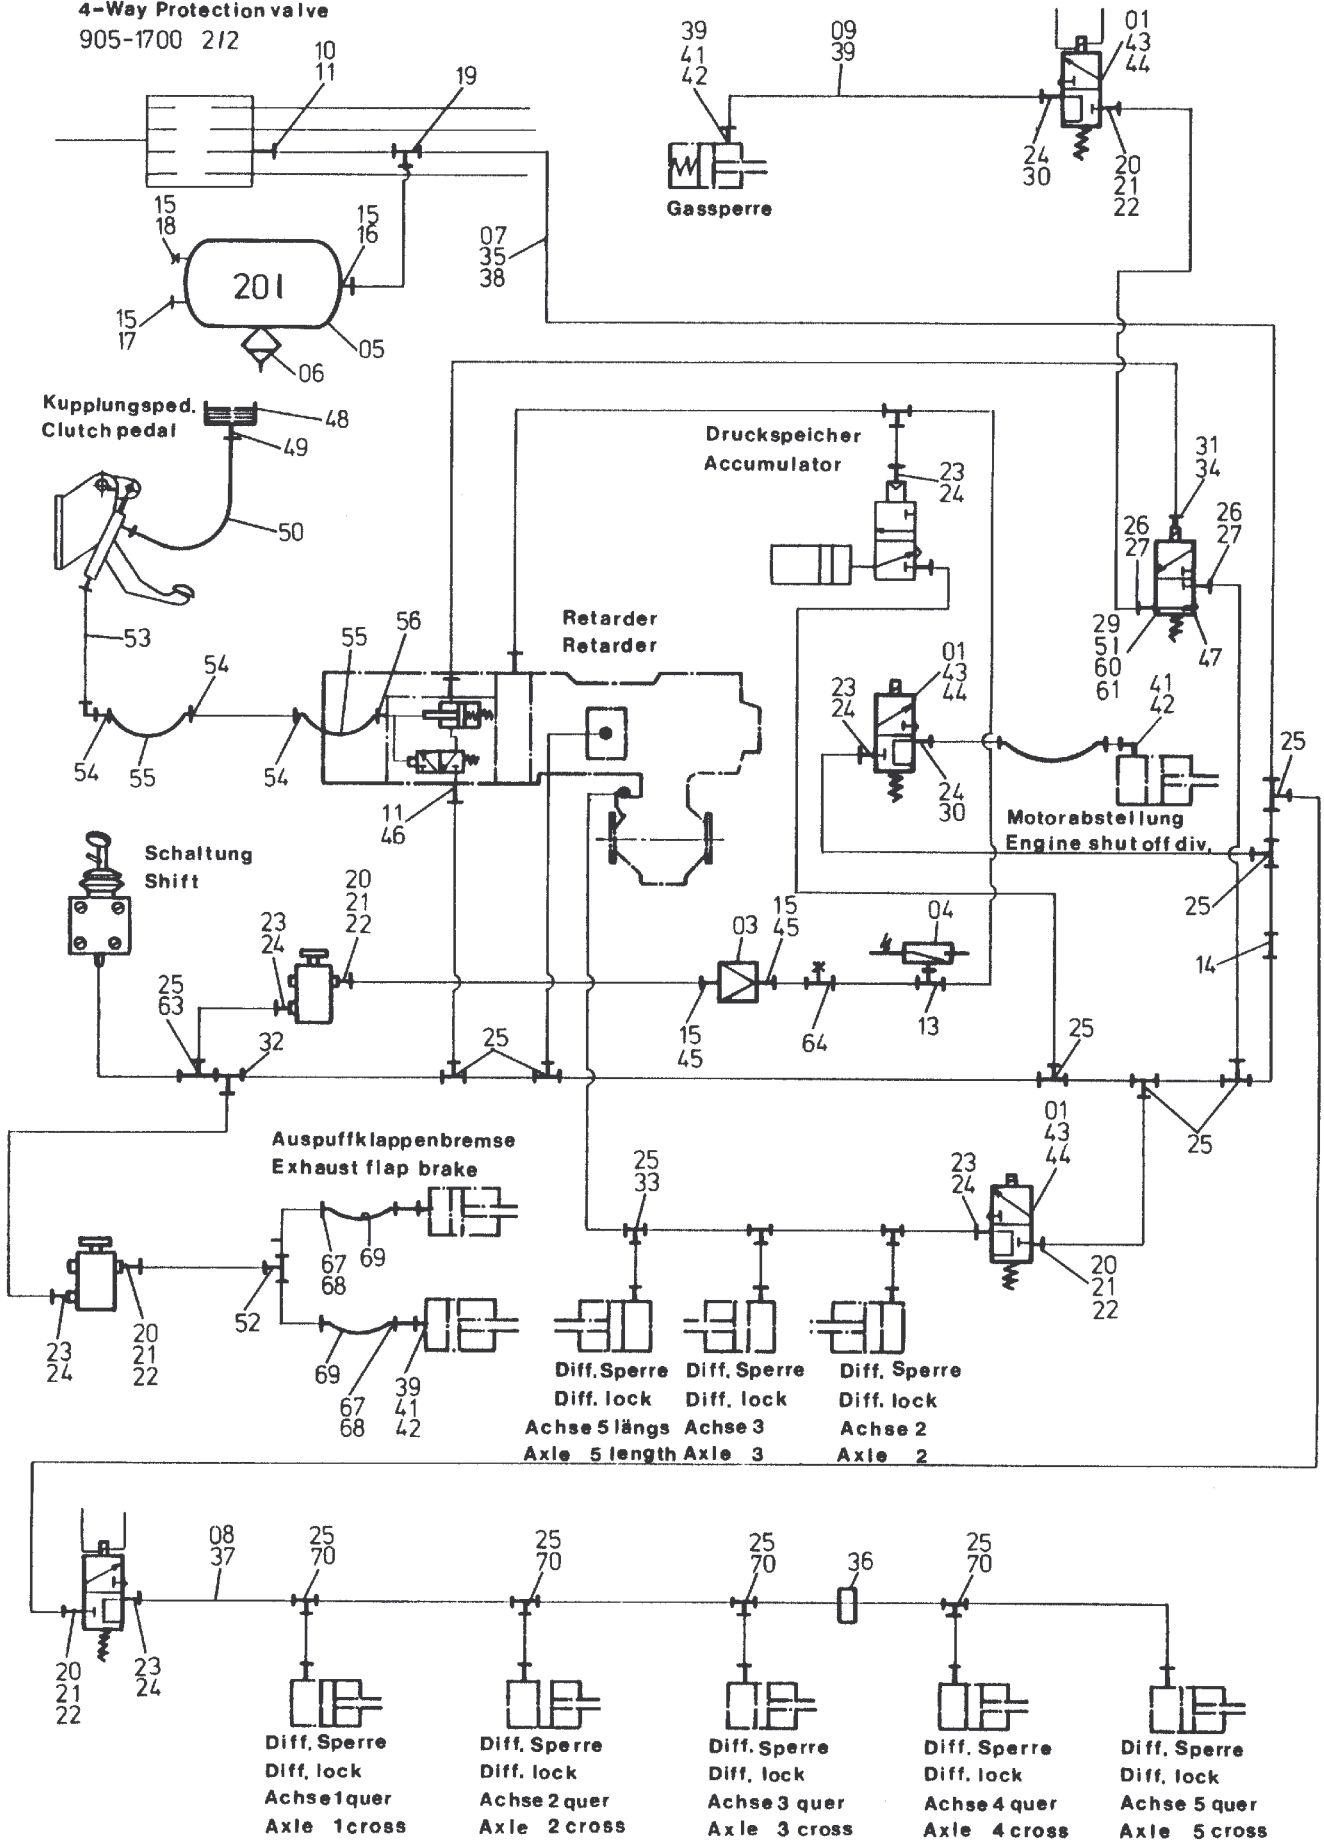 4-Way Protection valve
905-1700 2/2
10
11
19
39
41
42
09
39
01
43
44
24
30
20
21
22
Gassperre
15
18
15
16
20l
15
17
05
06
07
35
38
Kupplungsped.
Clutch pedal
48
49
50
53
54
55
56
54
55
54
Druckspeicher
Accumulator
23
24
31
34
26
27
26
27
29
51
60
61
47
Retarder
Retarder
01
43
44
23
24
24
30
41
42
25
Motorabstellung
Engine shut off div.
25
14
11
46
Schaltung
Shift
20
21
22
23
24
25
63
32
03
15
45
04
15
45
64
13
25
25
25
Auspuffklappenbremse
Exhaust flap brake
67
68
69
52
23
24
20
21
22
69
67
68
39
41
42
25
33
23
24
01
43
44
20
21
22
Diff. Sperre
Diff. lock
Achse 5 längs
Axle 5 length
Diff. Sperre
Diff. lock
Achse 3
Axle 3
Diff. Sperre
Diff. lock
Achse 2
Axle 2
08
37
25
70
25
70
25
70
36
25
70
20
21
22
23
24
Diff. Sperre
Diff. lock
Achse 1 quer
Axle 1 cross
Diff. Sperre
Diff. lock
Achse 2 quer
Axle 2 cross
Diff. Sperre
Diff. lock
Achse 3 quer
Axle 3 cross
Diff. Sperre
Diff. lock
Achse 4 quer
Axle 4 cross
Diff. Sperre
Diff. lock
Achse 5 quer
Axle 5 cross